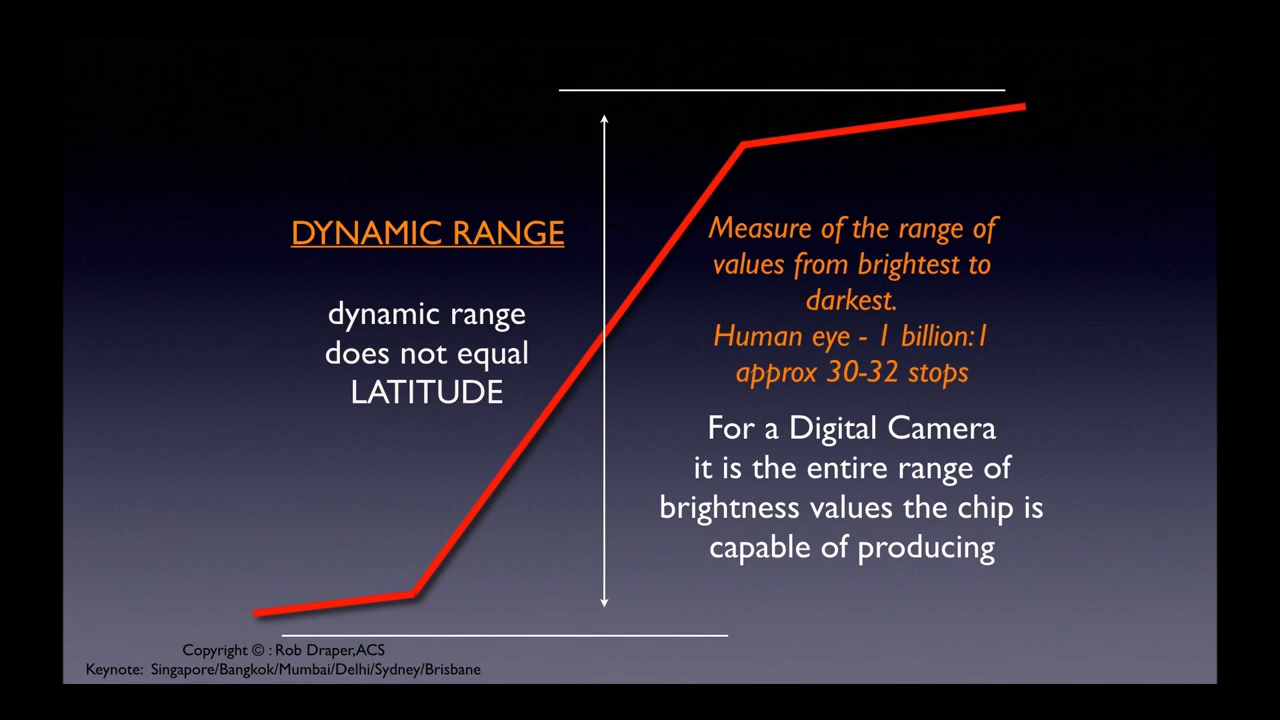 DYNAMIC RANGE
dynamic range
does not equal
LATITUDE
Measure of the range of
values from brightest to
darkest.
Human eye - 1 billion:1
approx 30-32 stops
For a Digital Camera
it is the entire range of
brightness values the chip is
capable of producing
Copyright © : Rob Draper,ACS
Keynote: Singapore/Bangkok/Mumbai/Delhi/Sydney/Brisbane